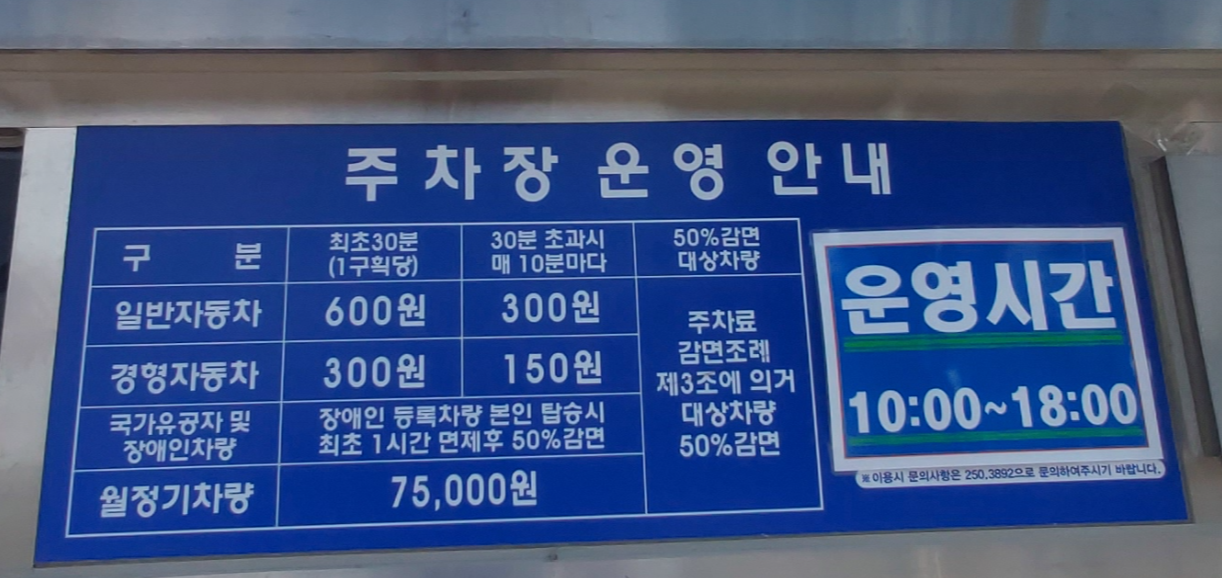 주차장 운영 안내
구 분
최초30분
(1구획당)
30분 초과시
매 10분마다
50%감면
대상차량
일반자동차
600원
300원
경형자동차
300원
150원
국가유공자 및
장애인차량
장애인 등록차량 본인 탑승시
최초 1시간 면제후 50%감면
월정기차량
75,000원
주차료
감면조례
제3조에 의거
대상차량
50%감면
운영시간
10:00~18:00
※이용시 문의사항은 250,3892으로 문의하여주시기 바랍니다.